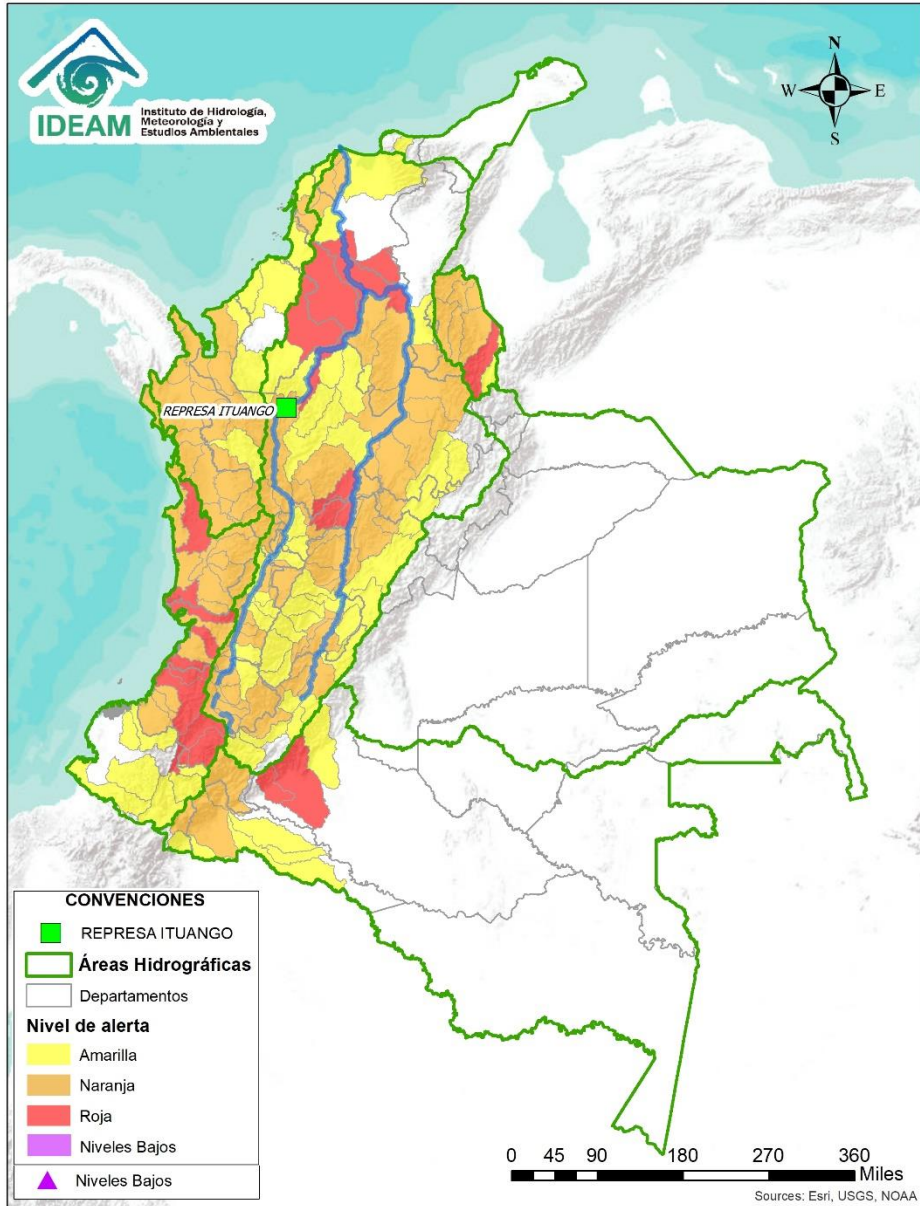 IDEAM
Instituto de Hidrología,
Meteorología y
Estudios Ambientales
N
W
E
S
REPRESA ITUANGO
CONVENCIONES
REPRESA ITUANGO
Áreas Hidrográficas
Departamentos
Nivel de alerta
Amarilla
Naranja
Roja
Niveles Bajos
Niveles Bajos
0 45 90 180 270 360
Miles
Sources: Esri, USGS, NOAA